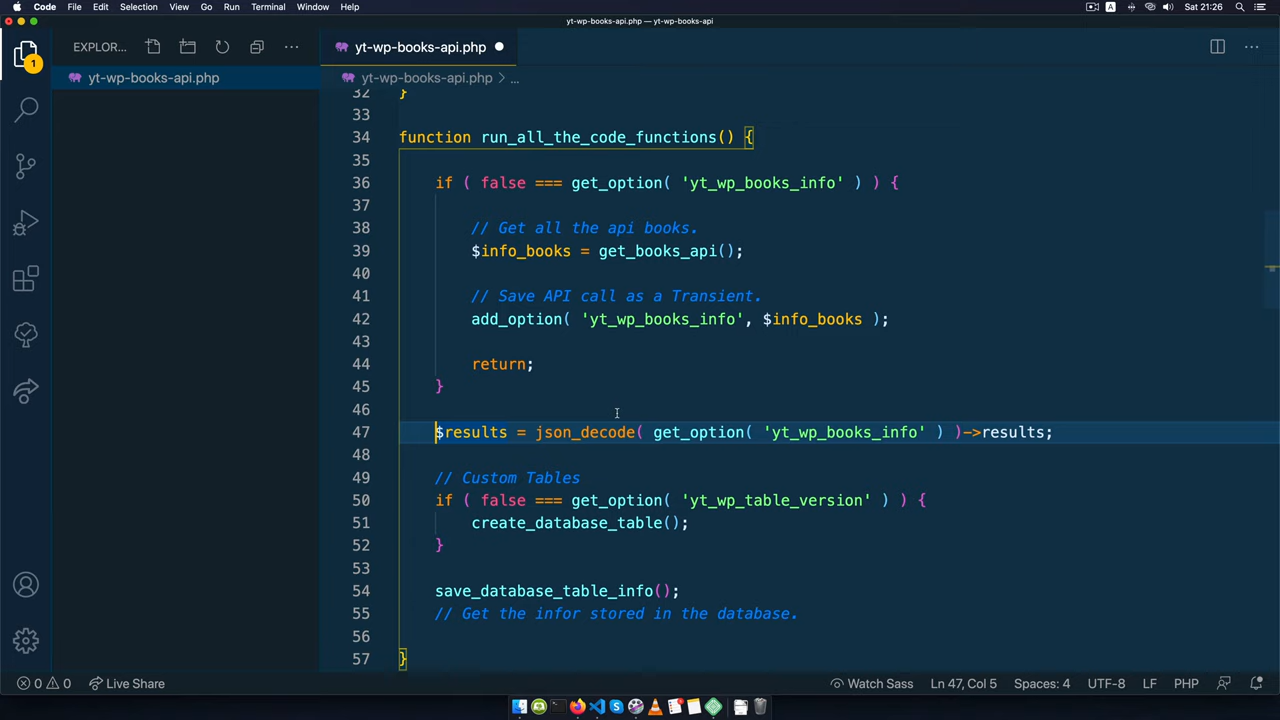 Code File Edit Selection View Go Run Terminal Window Help A Sat 21:26
yt-wp-books-api.php — yt-wp-books-api
EXPLOR... yt-wp-books-api.php
yt-wp-books-api.php yt-wp-books-api.php > ...
1
32 }
33
34 function run_all_the_code_functions() {
35
36 if ( false === get_option( 'yt_wp_books_info' ) ) {
37
38 // Get all the api books.
39 $info_books = get_books_api();
40
41 // Save API call as a Transient.
42 add_option( 'yt_wp_books_info', $info_books );
43
44 return;
45 }
46
47 $results = json_decode( get_option( 'yt_wp_books_info' ) )->results;
48
49 // Custom Tables
50 if ( false === get_option( 'yt_wp_table_version' ) ) {
51 create_database_table();
52 }
53
54 save_database_table_info();
55 // Get the infor stored in the database.
56
57 }
0 0 Live Share Watch Sass Ln 47, Col 5 Spaces: 4 UTF-8 LF PHP